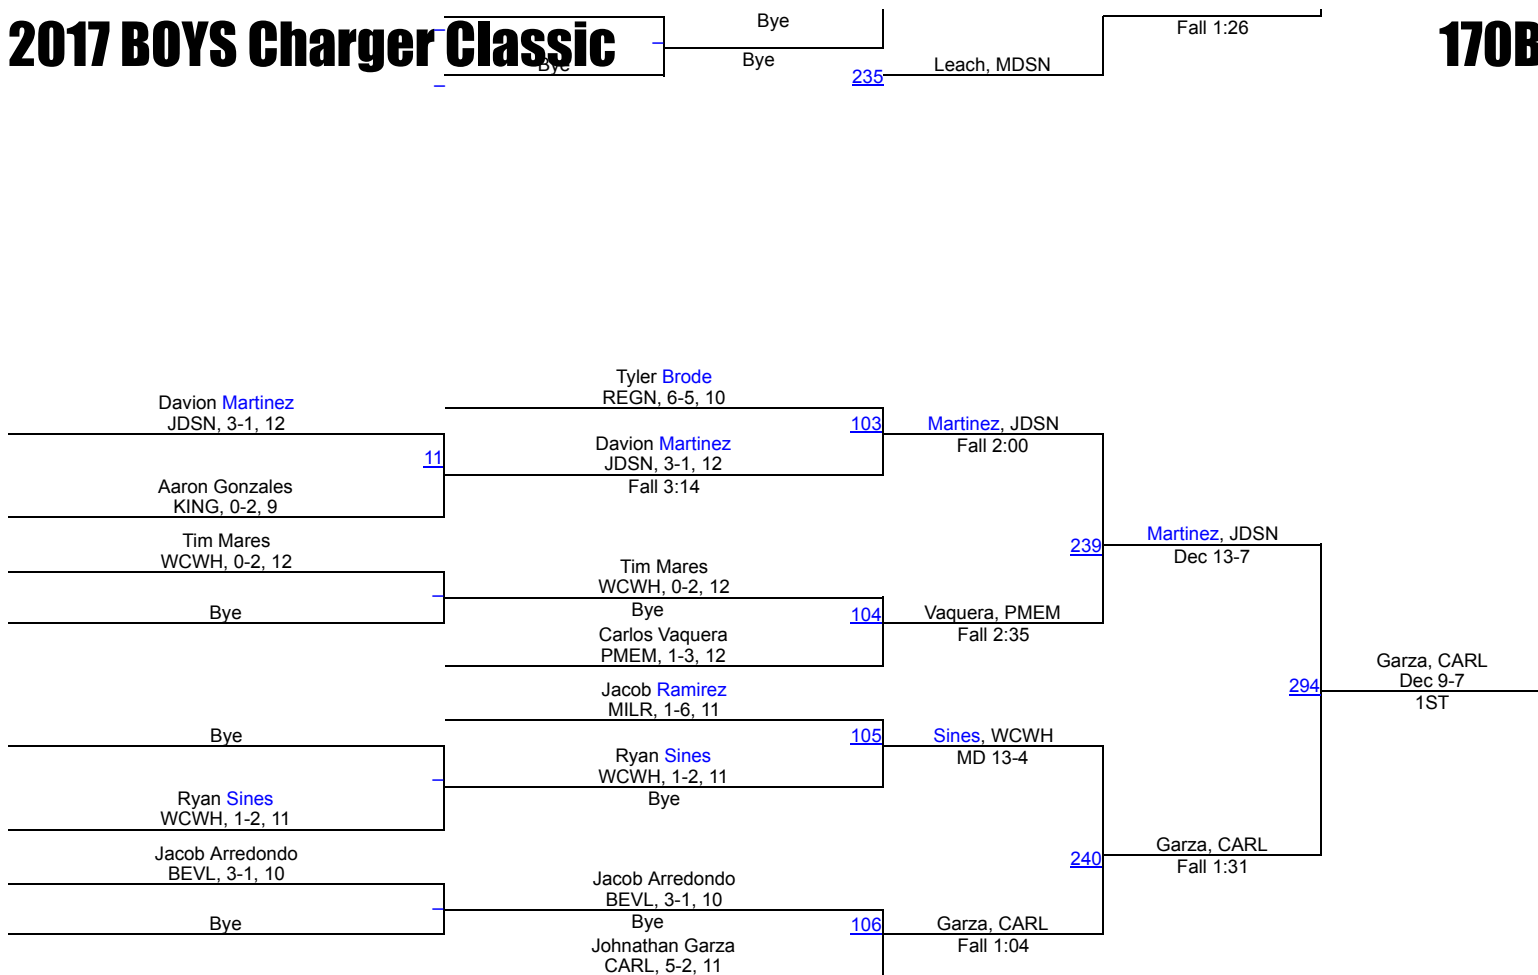 2017 BOYS Charger Classic
170B
Bye
Bye
Bye
235
Leach, MDSN
Fall 1:26
Davion Martinez
JDSN, 3-1, 12
11
Aaron Gonzales
KING, 0-2, 9
Tim Mares
WCWH, 0-2, 12
Bye
Bye
Ryan Sines
WCWH, 1-2, 11
Jacob Arredondo
BEVL, 3-1, 10
Bye
Tyler Brode
REGN, 6-5, 10
103
Davion Martinez
JDSN, 3-1, 12
Fall 3:14
Tim Mares
WCWH, 0-2, 12
Bye
104
Carlos Vaquera
PMEM, 1-3, 12
Jacob Ramirez
MILR, 1-6, 11
105
Ryan Sines
WCWH, 1-2, 11
Bye
Jacob Arredondo
BEVL, 3-1, 10
Bye
106
Johnathan Garza
CARL, 5-2, 11
Martinez, JDSN
Fall 2:00
239
Vaquera, PMEM
Fall 2:35
Sines, WCWH
MD 13-4
240
Garza, CARL
Fall 1:04
Martinez, JDSN
Dec 13-7
294
Garza, CARL
Fall 1:31
Garza, CARL
Dec 9-7
1ST